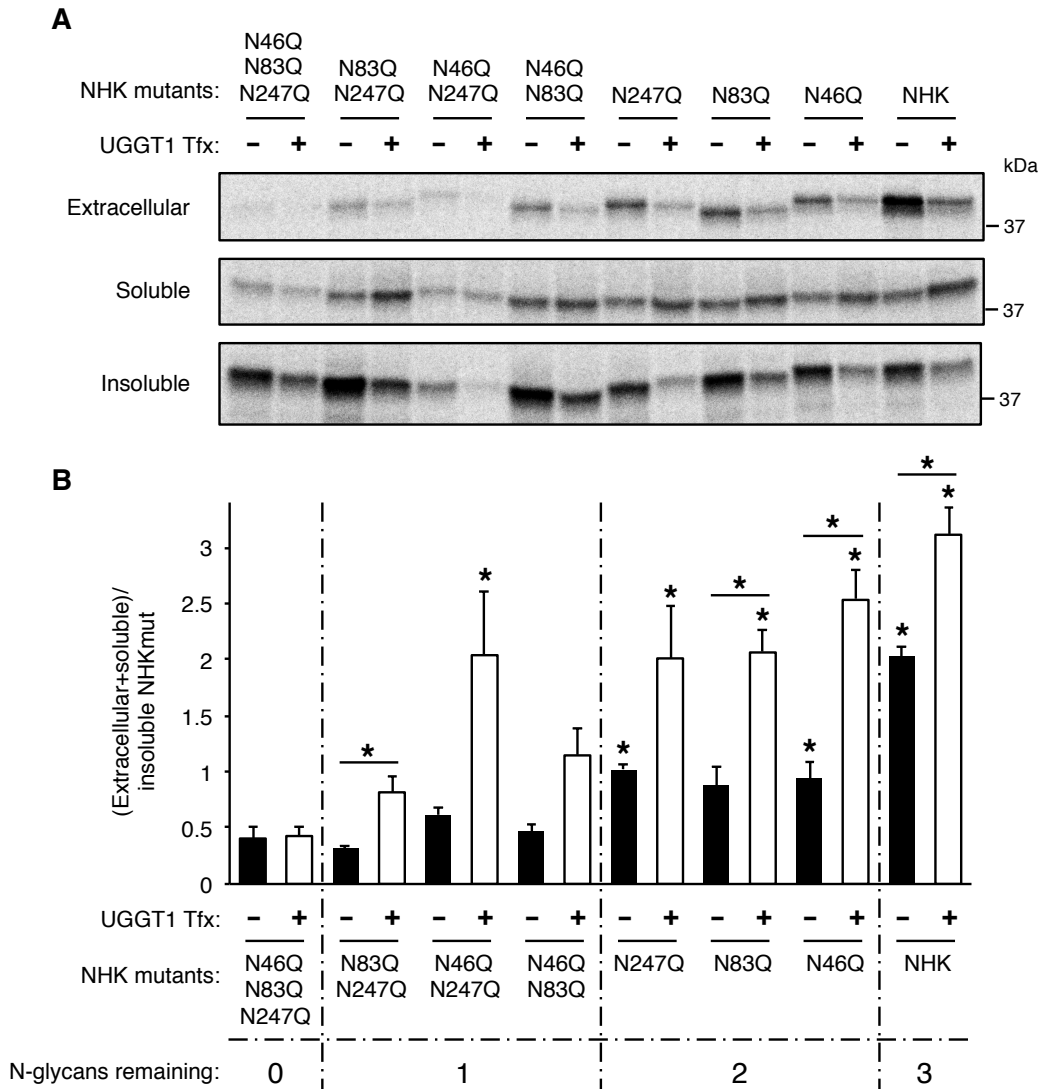 A
NHK mutants:
N46Q
N83Q
N247Q
N83Q
N247Q
N46Q
N247Q
N46Q
N83Q
N247Q
N83Q
N46Q
NHK
UGGT1 Tfx: – + – + – + – + – + – + – + – +
kDa
Extracellular
37
Soluble
37
Insoluble
37
B
(Extracellular+soluble)/
insoluble NHKmut
3
2.5
2
1.5
1
0.5
0
* * * * * * * * * * * *
UGGT1 Tfx: – + – + – + – + – + – + – + – +
NHK mutants:
N46Q
N83Q
N247Q
N83Q
N247Q
N46Q
N247Q
N46Q
N83Q
N247Q
N83Q
N46Q
NHK
N-glycans remaining: 0 1 2 3